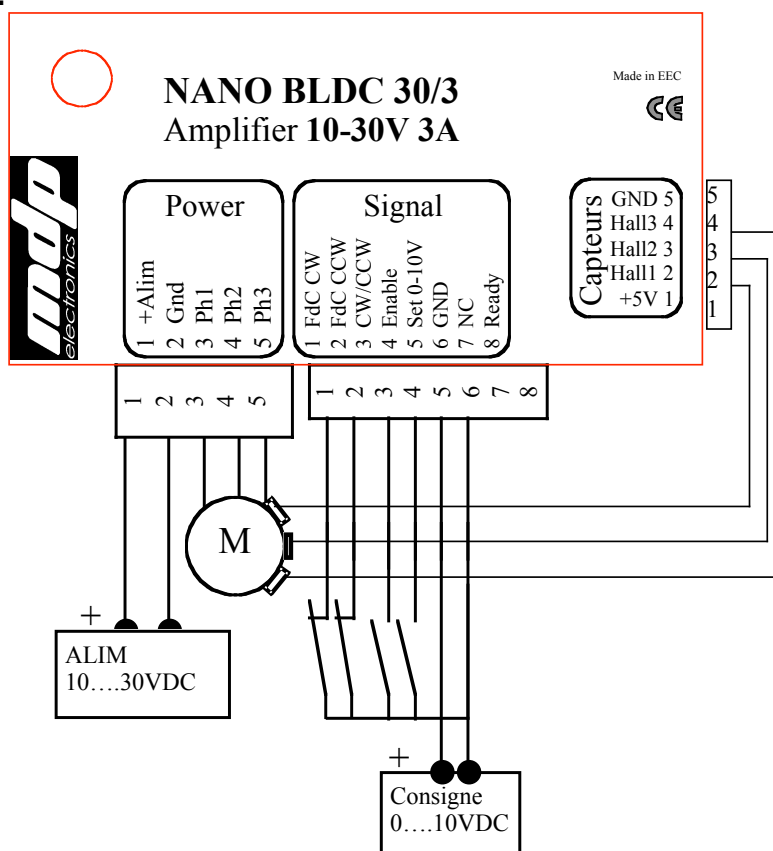 NANO BLDC 30/3
Amplifier 10-30V 3A
Made in EEC
CE
mdp
electronics
Power
1 +Alim
2 Gnd
3 Ph1
4 Ph2
5 Ph3
Signal
1 FdC CW
2 FdC CCW
3 CW/CCW
4 Enable
5 Set 0-10V
6 GND
7 NC
8 Ready
Capteurs
GND 5
Hall3 4
Hall2 3
Hall1 2
+5V 1
5
4
3
2
1
1 2 3 4 5
1 2 3 4 5 6 7 8
M
+
ALIM
10....30VDC
+
Consigne
0....10VDC